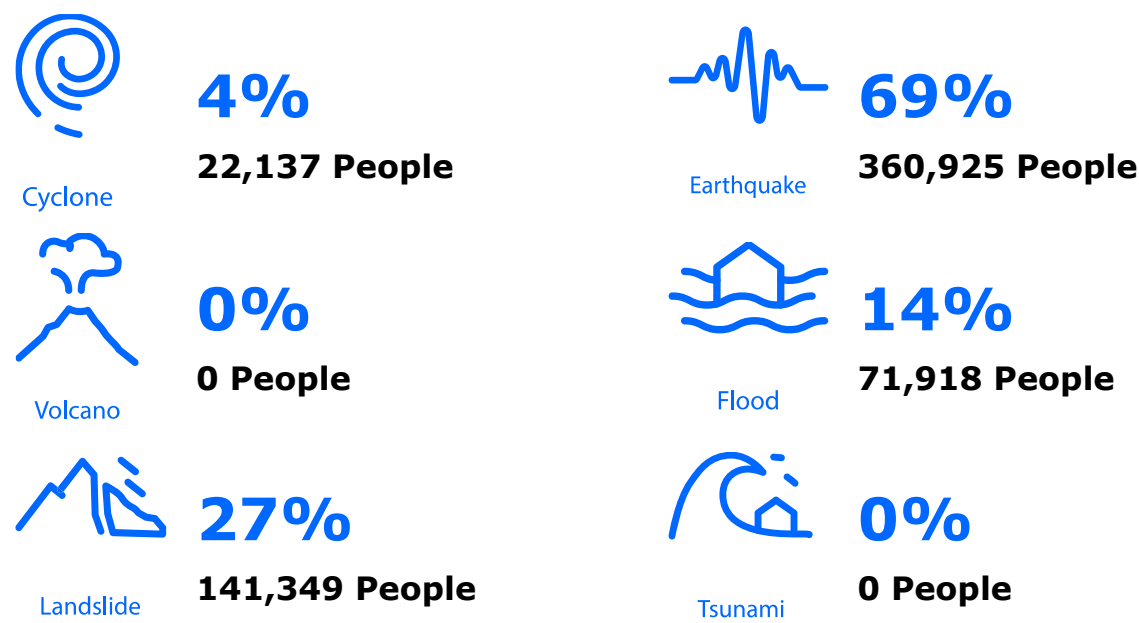 4%
22,137 People
Cyclone
69%
360,925 People
Earthquake
0%
0 People
Volcano
14%
71,918 People
Flood
27%
141,349 People
Landslide
0%
0 People
Tsunami